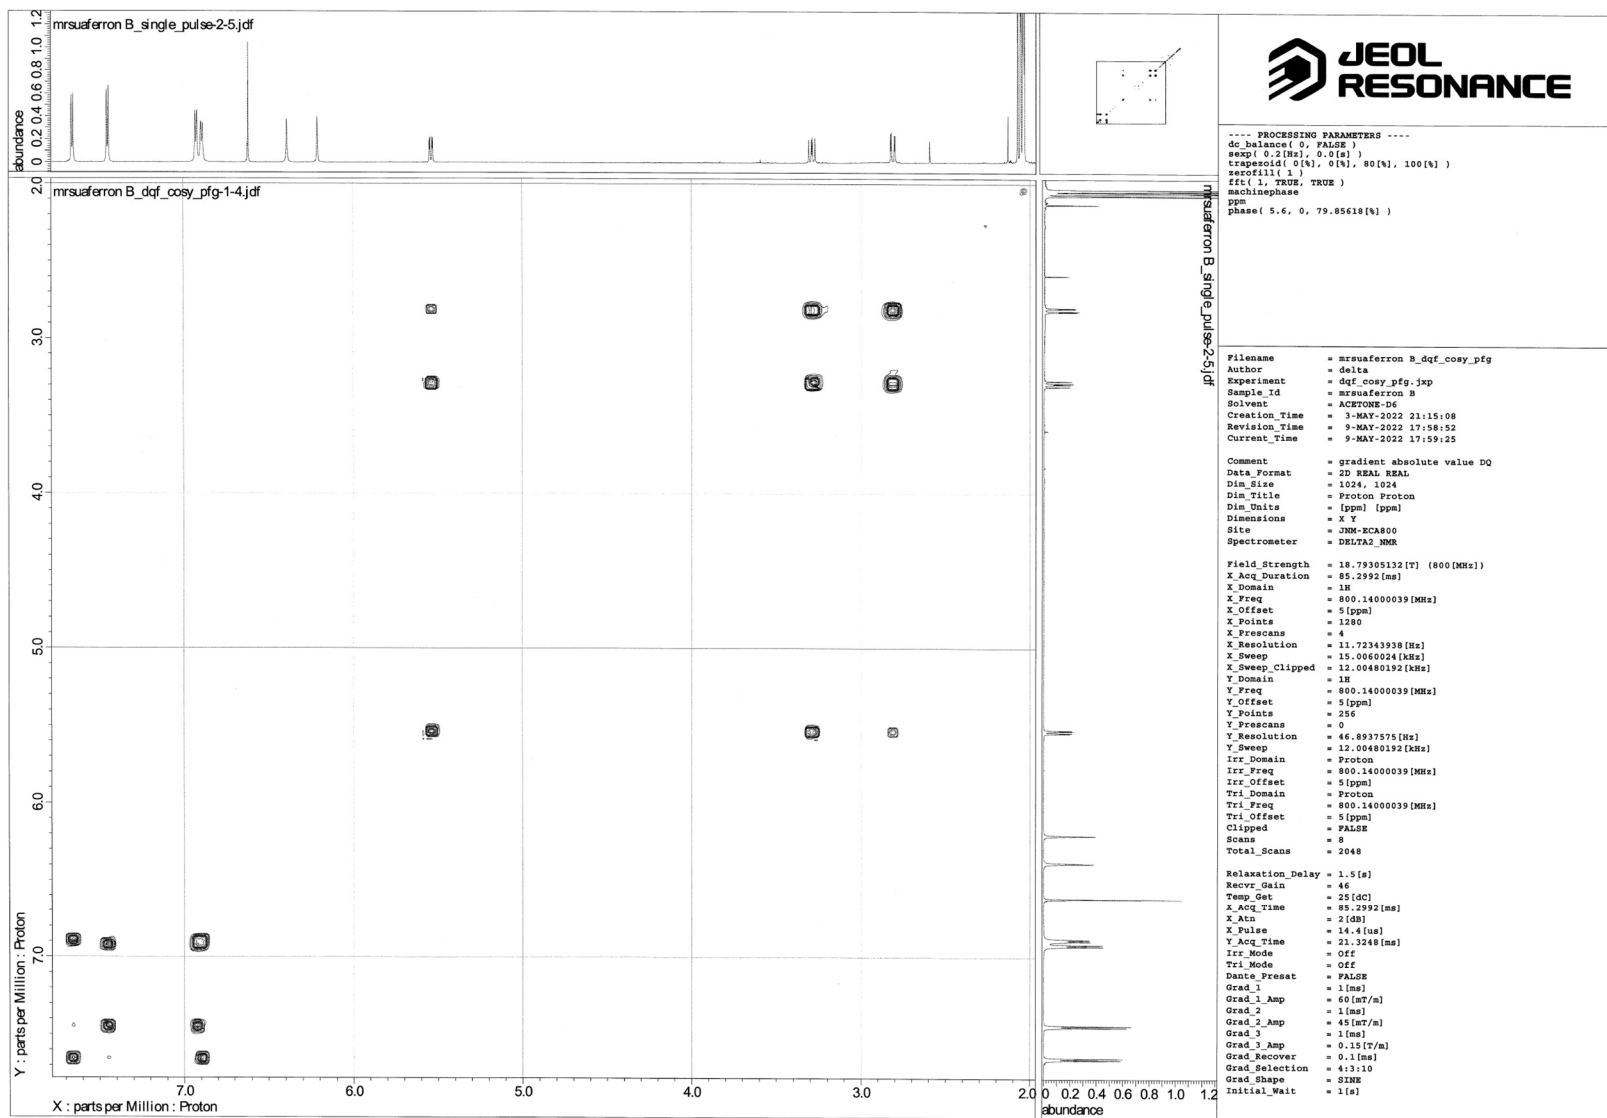 mrsuaferron B_single_pulse-2-5.jdf
abundance
0 0.2 0.4 0.6 0.8 1.0 1.2
mrsuaferron B_dqf_cosy_pfg-1-4.jdf
2.0
3.0
4.0
5.0
6.0
7.0
Y : parts per Million : Proton
7.0 6.0 5.0 4.0 3.0 2.0
X : parts per Million : Proton
mrsuaferron B_single_pulse-2-5.jdf
0 0.2 0.4 0.6 0.8 1.0 1.2
abundance
JEOL
RESONANCE
---- PROCESSING PARAMETERS ----
dc_balance( 0, FALSE )
sexp( 0.2[Hz], 0.0[s] )
trapezoid( 0[%], 0[%], 80[%], 100[%] )
zerofill( 1 )
fft( 1, TRUE, TRUE )
machinephase
ppm
phase( 5.6, 0, 79.85618[%] )
Filename = mrsuaferron B_dqf_cosy_pfg
Author = delta
Experiment = dqf_cosy_pfg.jxp
Sample_Id = mrsuaferron B
Solvent = ACETONE-D6
Creation_Time = 3-MAY-2022 21:15:08
Revision_Time = 9-MAY-2022 17:58:52
Current_Time = 9-MAY-2022 17:59:25
Comment = gradient absolute value DQ
Data_Format = 2D REAL REAL
Dim_Size = 1024, 1024
Dim_Title = Proton Proton
Dim_Units = [ppm] [ppm]
Dimensions = X Y
Site = JNM-ECA800
Spectrometer = DELTA2_NMR
Field_Strength = 18.79305132[T] (800[MHz])
X_Acq_Duration = 85.2992[ms]
X_Domain = 1H
X_Freq = 800.14000039[MHz]
X_Offset = 5[ppm]
X_Points = 1280
X_Prescans = 4
X_Resolution = 11.72343938[Hz]
X_Sweep = 15.0060024[kHz]
X_Sweep_Clipped = 12.00480192[kHz]
Y_Domain = 1H
Y_Freq = 800.14000039[MHz]
Y_Offset = 5[ppm]
Y_Points = 256
Y_Prescans = 0
Y_Resolution = 46.8937575[Hz]
Y_Sweep = 12.00480192[kHz]
Irr_Domain = Proton
Irr_Freq = 800.14000039[MHz]
Irr_Offset = 5[ppm]
Tri_Domain = Proton
Tri_Freq = 800.14000039[MHz]
Tri_Offset = 5[ppm]
Clipped = FALSE
Scans = 8
Total_Scans = 2048
Relaxation_Delay = 1.5[s]
Recvr_Gain = 46
Temp_Get = 25[dC]
X_Acq_Time = 85.2992[ms]
X_Atn = 2[dB]
X_Pulse = 14.4[us]
Y_Acq_Time = 21.3248[ms]
Irr_Mode = Off
Tri_Mode = Off
Dante_Presat = FALSE
Grad_1 = 1[ms]
Grad_1_Amp = 60[mT/m]
Grad_2 = 1[ms]
Grad_2_Amp = 45[mT/m]
Grad_3 = 1[ms]
Grad_3_Amp = 0.15[T/m]
Grad_Recover = 0.1[ms]
Grad_Selection = 4:3:10
Grad_Shape = SINE
Initial_Wait = 1[s]